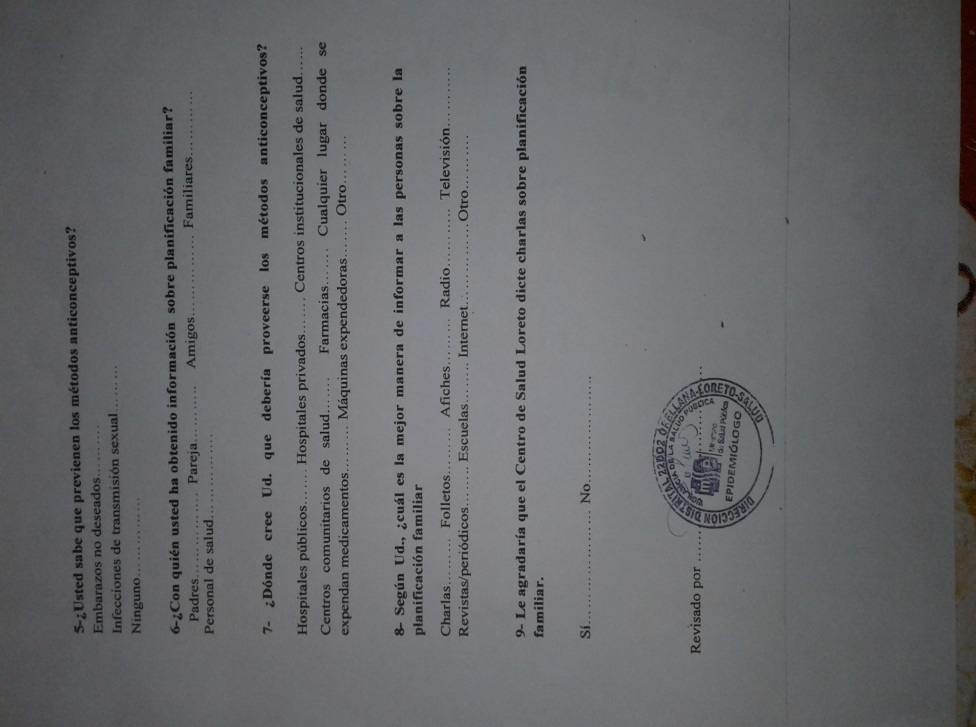 5-¿Usted sabe que previenen los métodos anticonceptivos?
Embarazos no deseados..........
Infecciones de transmisión sexual..........
Ninguno................
6-¿Con quién usted ha obtenido información sobre planificación familiar?
Padres................ Pareja............ Amigos................ Familiares................
Personal de salud.....................
7- ¿Dónde cree Ud. que debería proveerse los métodos anticonceptivos?
Hospitales públicos....... Hospitales privados........ Centros institucionales de salud......
Centros comunitarios de salud....... Farmacias....... Cualquier lugar donde se
expendan medicamentos........ Máquinas expendedoras........ Otro..........
8- Según Ud., ¿cuál es la mejor manera de informar a las personas sobre la
planificación familiar
Charlas.......... Folletos.......... Afiches.......... Radio............ Televisión............
Revistas/periódicos........ Escuelas......... Internet.................Otro...........
9- Le agradaría que el Centro de Salud Loreto dicte charlas sobre planificación
familiar.
Sí...................... No......................
Revisado por ......
DIRECCIÓN DISTRITAL 22D02 ORELLANA-LORETO-SALUD
VIGILANCIA DE LA SALUD PÚBLICA
Ministerio
de Salud Pública
EPIDEMIÓLOGO